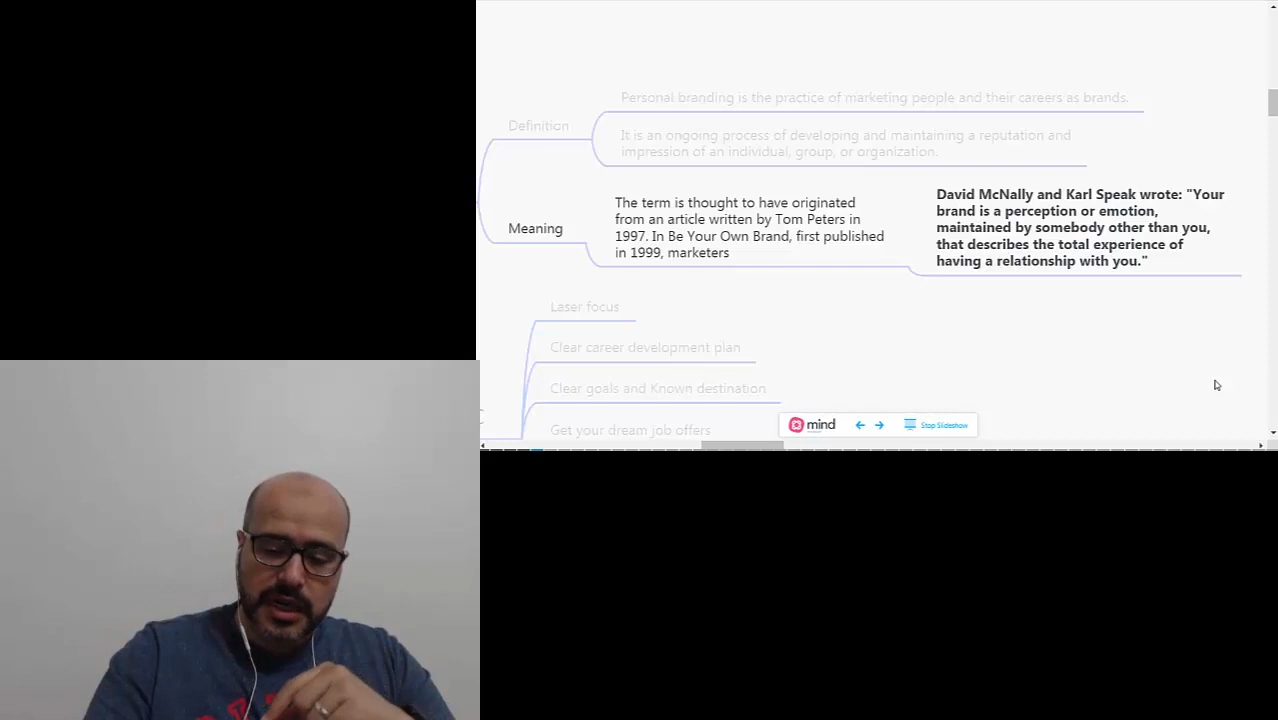 Personal branding is the practice of marketing people and their careers as brands.
Definition
It is an ongoing process of developing and maintaining a reputation and
impression of an individual, group, or organization.
Meaning
The term is thought to have originated
from an article written by Tom Peters in
1997. In Be Your Own Brand, first published
in 1999, marketers
David McNally and Karl Speak wrote: "Your
brand is a perception or emotion,
maintained by somebody other than you,
that describes the total experience of
having a relationship with you."
Laser focus
Clear career development plan
Clear goals and Known destination
Get your dream job offers
mind
Stop Slideshow